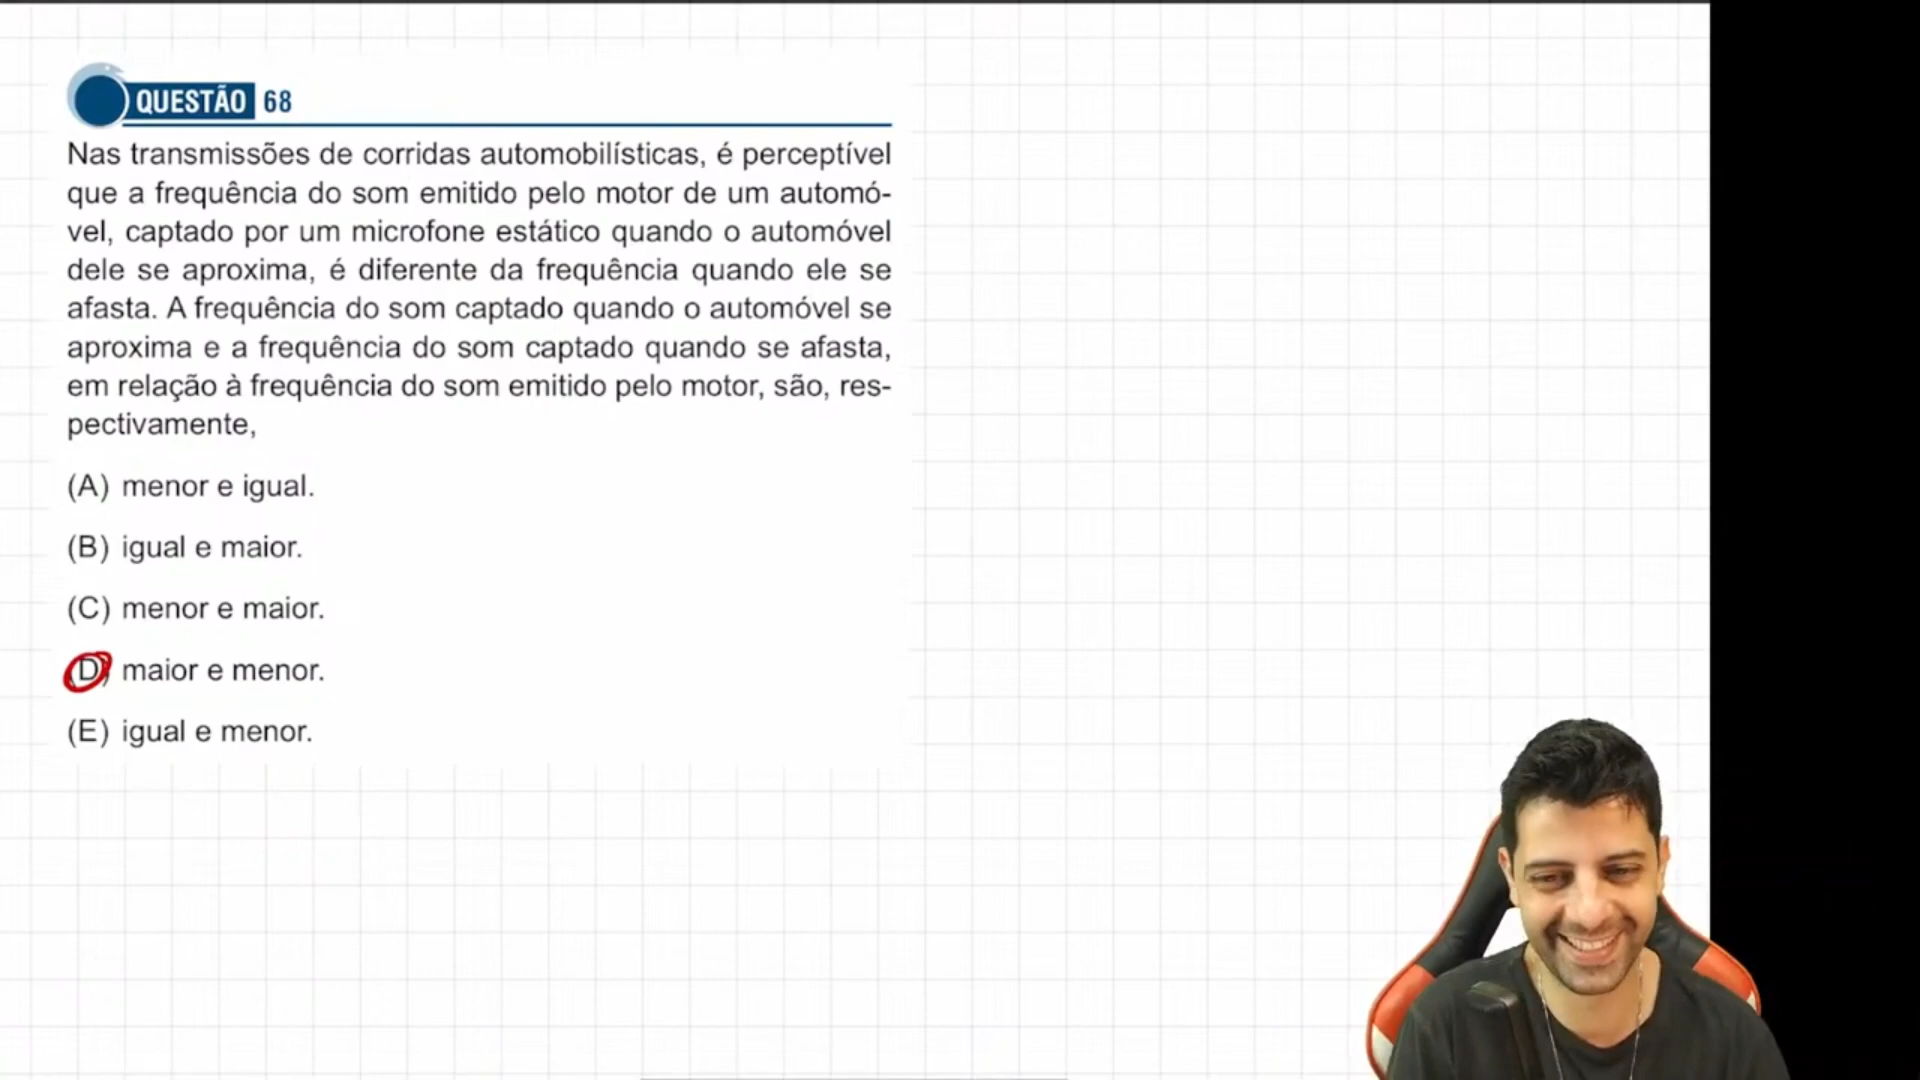 QUESTÃO 68
Nas transmissões de corridas automobilísticas, é perceptível
que a frequência do som emitido pelo motor de um automó-
vel, captado por um microfone estático quando o automóvel
dele se aproxima, é diferente da frequência quando ele se
afasta. A frequência do som captado quando o automóvel se
aproxima e a frequência do som captado quando se afasta,
em relação à frequência do som emitido pelo motor, são, res-
pectivamente,
(A) menor e igual.
(B) igual e maior.
(C) menor e maior.
(D) maior e menor.
(E) igual e menor.